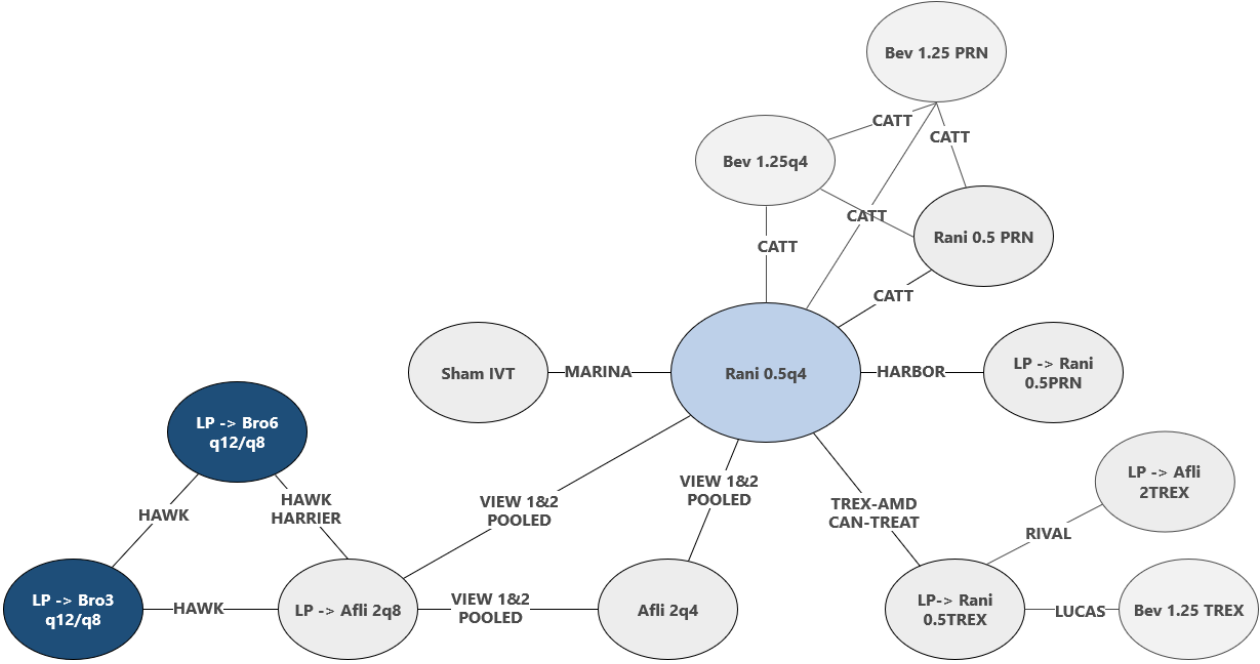 Bev 1.25 PRN
CATT
CATT
Bev 1.25q4
CATT
Rani 0.5 PRN
CATT
CATT
Sham IVT
MARINA
Rani 0.5q4
HARBOR
LP -> Rani
0.5PRN
LP -> Bro6
q12/q8
HAWK
HAWK
HARRIER
VIEW 1&2
POOLED
VIEW 1&2
POOLED
TREX-AMD
CAN-TREAT
LP -> Afli
2TREX
RIVAL
LP -> Bro3
q12/q8
HAWK
LP -> Afli 2q8
VIEW 1&2
POOLED
Afli 2q4
LP-> Rani
0.5TREX
LUCAS
Bev 1.25 TREX